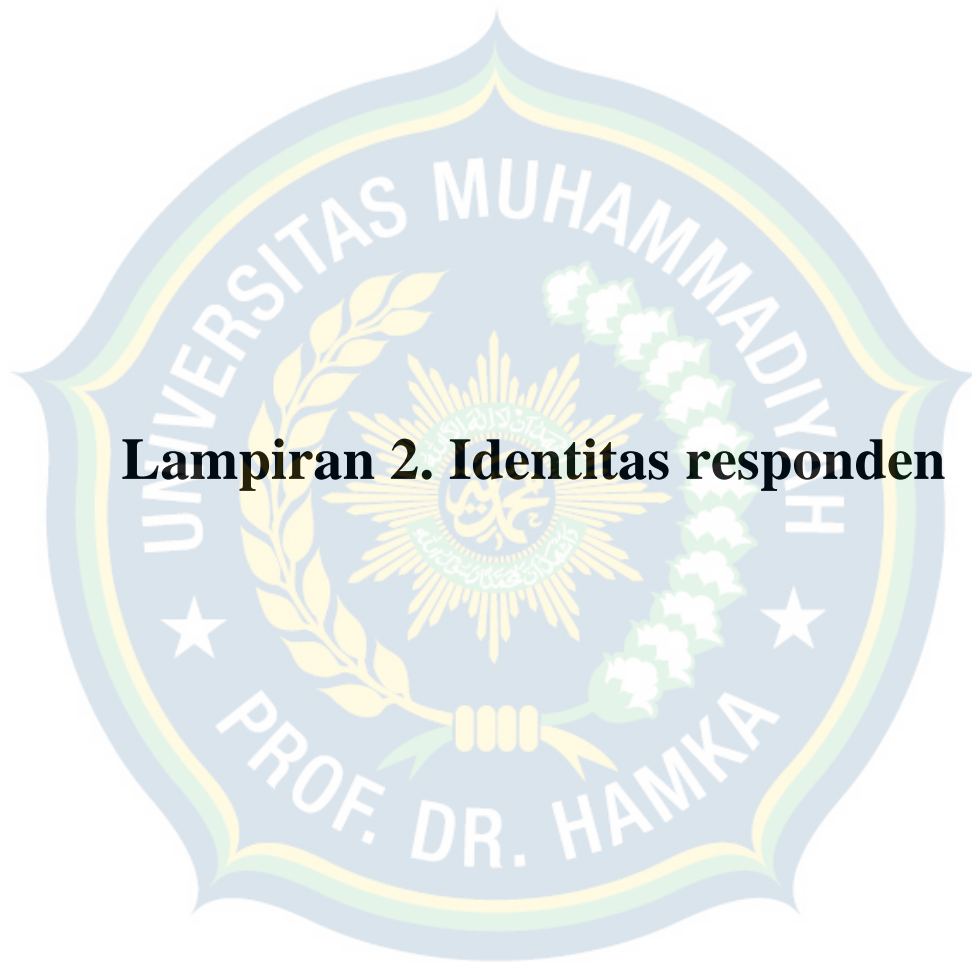 UNIVERSITAS MUHAMMADIYAH
Lampiran 2. Identitas responden
PROF. DR. HAMKA